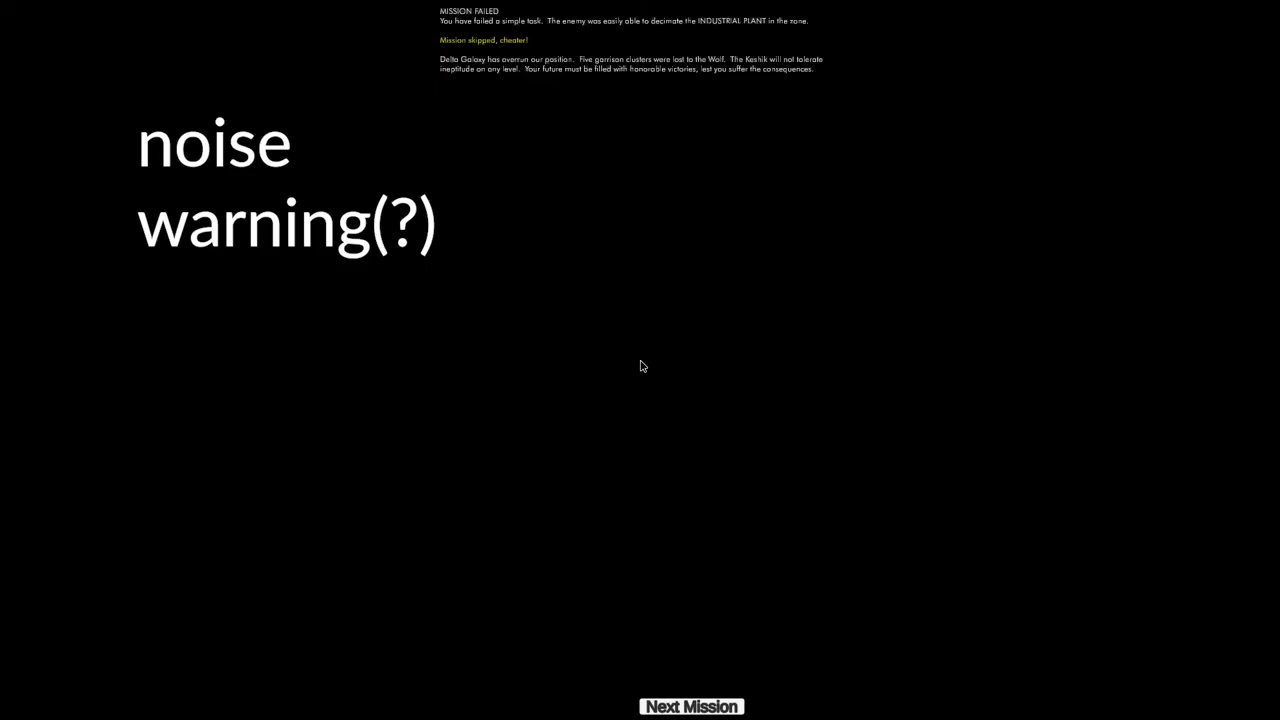 MISSION FAILED
You have failed a simple task.  The enemy was easily able to decimate the INDUSTRIAL PLANT in the zone.
Mission skipped, cheater!
Delta Galaxy has overrun our position.  Five garrison clusters were lost to the Wolf.  The Keshik will not tolerate
ineptitude on any level.  Your future must be filled with honorable victories, lest you suffer the consequences.
noise
warning(?)
Next Mission